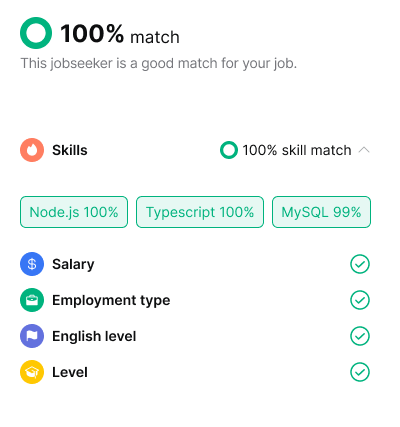 100% match
This jobseeker is a good match for your job.
Skills 100% skill match
Node.js 100% Typescript 100% MySQL 99%
$ Salary
Employment type
English level
Level